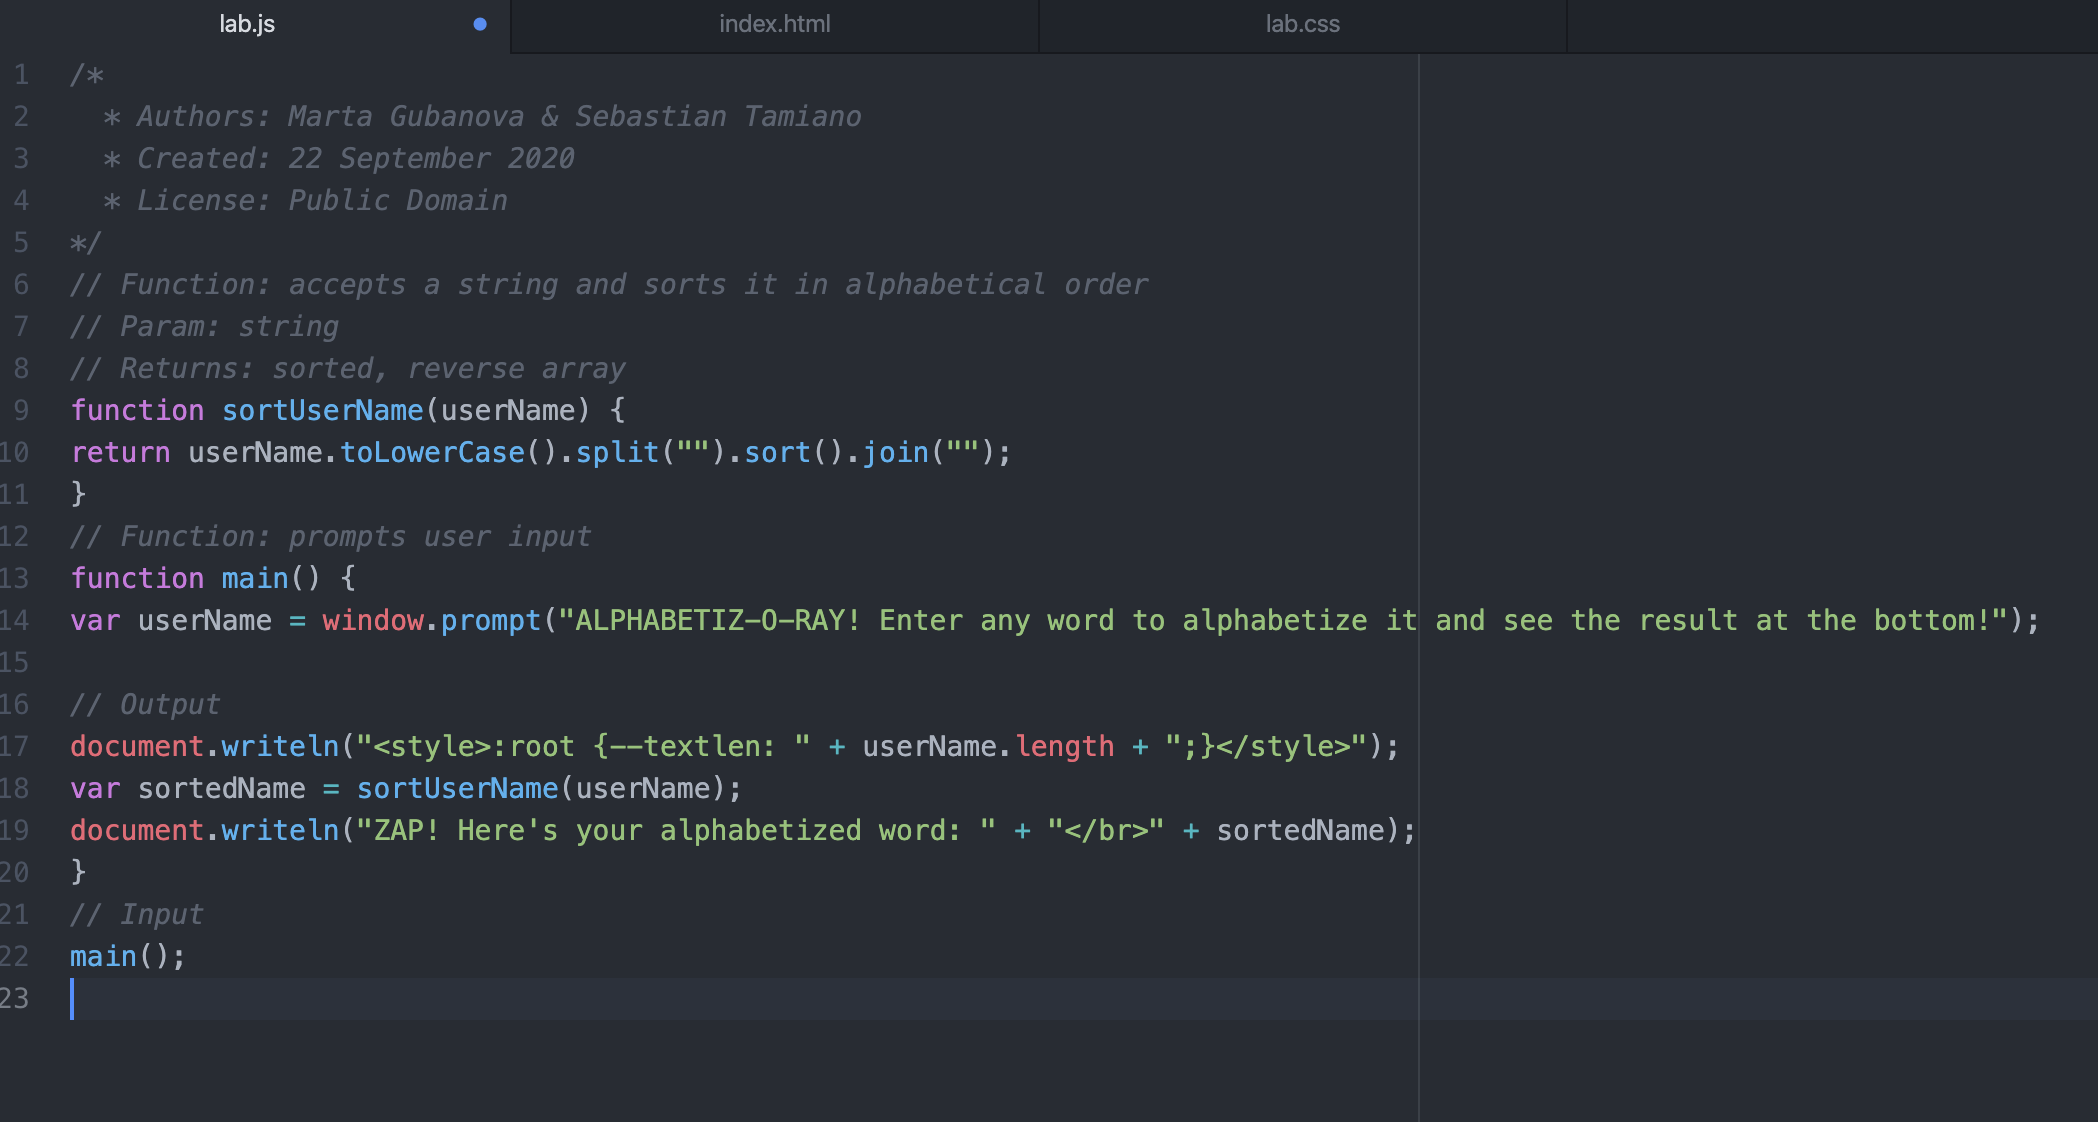 lab.js index.html lab.css
1 /*
2   * Authors: Marta Gubanova & Sebastian Tamiano
3   * Created: 22 September 2020
4   * License: Public Domain
5 */
6 // Function: accepts a string and sorts it in alphabetical order
7 // Param: string
8 // Returns: sorted, reverse array
9 function sortUserName(userName) {
10 return userName.toLowerCase().split("").sort().join("");
11 }
12 // Function: prompts user input
13 function main() {
14 var userName = window.prompt("ALPHABETIZ-O-RAY! Enter any word to alphabetize it and see the result at the bottom!");
15
16 // Output
17 document.writeln("<style>:root {--textlen: " + userName.length + ";}</style>");
18 var sortedName = sortUserName(userName);
19 document.writeln("ZAP! Here's your alphabetized word: " + "</br>" + sortedName);
20 }
21 // Input
22 main();
23